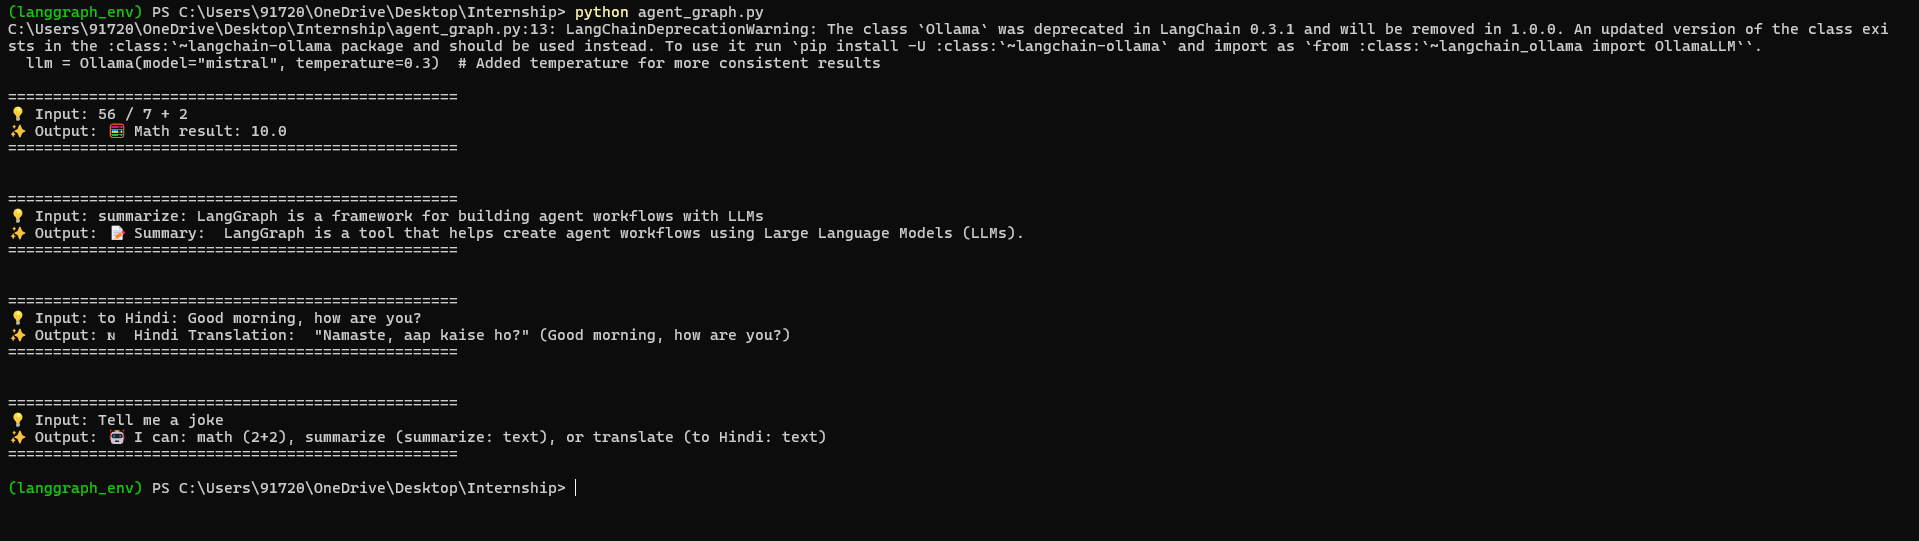 (langgraph_env) PS C:\Users\91720\OneDrive\Desktop\Internship> python agent_graph.py
C:\Users\91720\OneDrive\Desktop\Internship\agent_graph.py:13: LangChainDeprecationWarning: The class `Ollama` was deprecated in LangChain 0.3.1 and will be removed in 1.0.0. An updated version of the class exi
sts in the :class:`~langchain-ollama package and should be used instead. To use it run `pip install -U :class:`~langchain-ollama` and import as `from :class:`~langchain_ollama import OllamaLLM``.
  llm = Ollama(model="mistral", temperature=0.3)  # Added temperature for more consistent results
==================================================
💡 Input: 56 / 7 + 2
✨ Output: 🧮 Math result: 10.0
==================================================
==================================================
💡 Input: summarize: LangGraph is a framework for building agent workflows with LLMs
✨ Output: 📝 Summary:  LangGraph is a tool that helps create agent workflows using Large Language Models (LLMs).
==================================================
==================================================
💡 Input: to Hindi: Good morning, how are you?
✨ Output: 🇳 Hindi Translation:  "Namaste, aap kaise ho?" (Good morning, how are you?)
==================================================
==================================================
💡 Input: Tell me a joke
✨ Output: 🤖 I can: math (2+2), summarize (summarize: text), or translate (to Hindi: text)
==================================================
(langgraph_env) PS C:\Users\91720\OneDrive\Desktop\Internship>